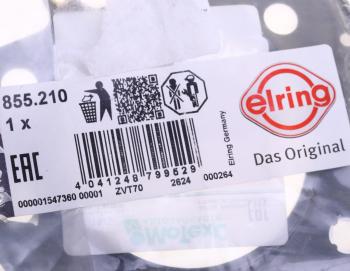 855.210
1 x
EAC
4 041248 799529
000001547360 00001 ZVT70 2624 000264
Elring Germany
elring
Das Original